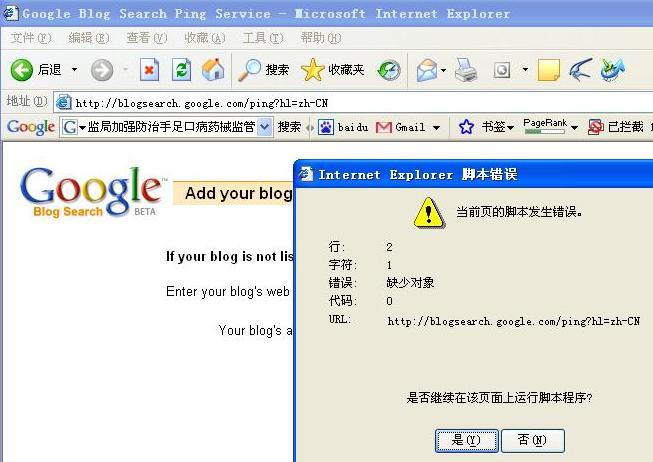 Google Blog Search Ping Service - Microsoft Internet Explorer
文件(F) 编辑(E) 查看(V) 收藏(A) 工具(T) 帮助(H)
后退 搜索 收藏夹
地址(D) http://blogsearch.google.com/ping?hl=zh-CN
Google G 监局加强防治手足口病药械监管 搜索 baidu Gmail 书签 PageRank 已拦截
Google™
Blog Search BETA
Add your blog
If your blog is not lis
Enter your blog's web
Your blog's a
Internet Explorer 脚本错误
当前页的脚本发生错误。
行: 2
字符: 1
错误: 缺少对象
代码: 0
URL: http://blogsearch.google.com/ping?hl=zh-CN
是否继续在该页面上运行脚本程序?
是(Y) 否(N)